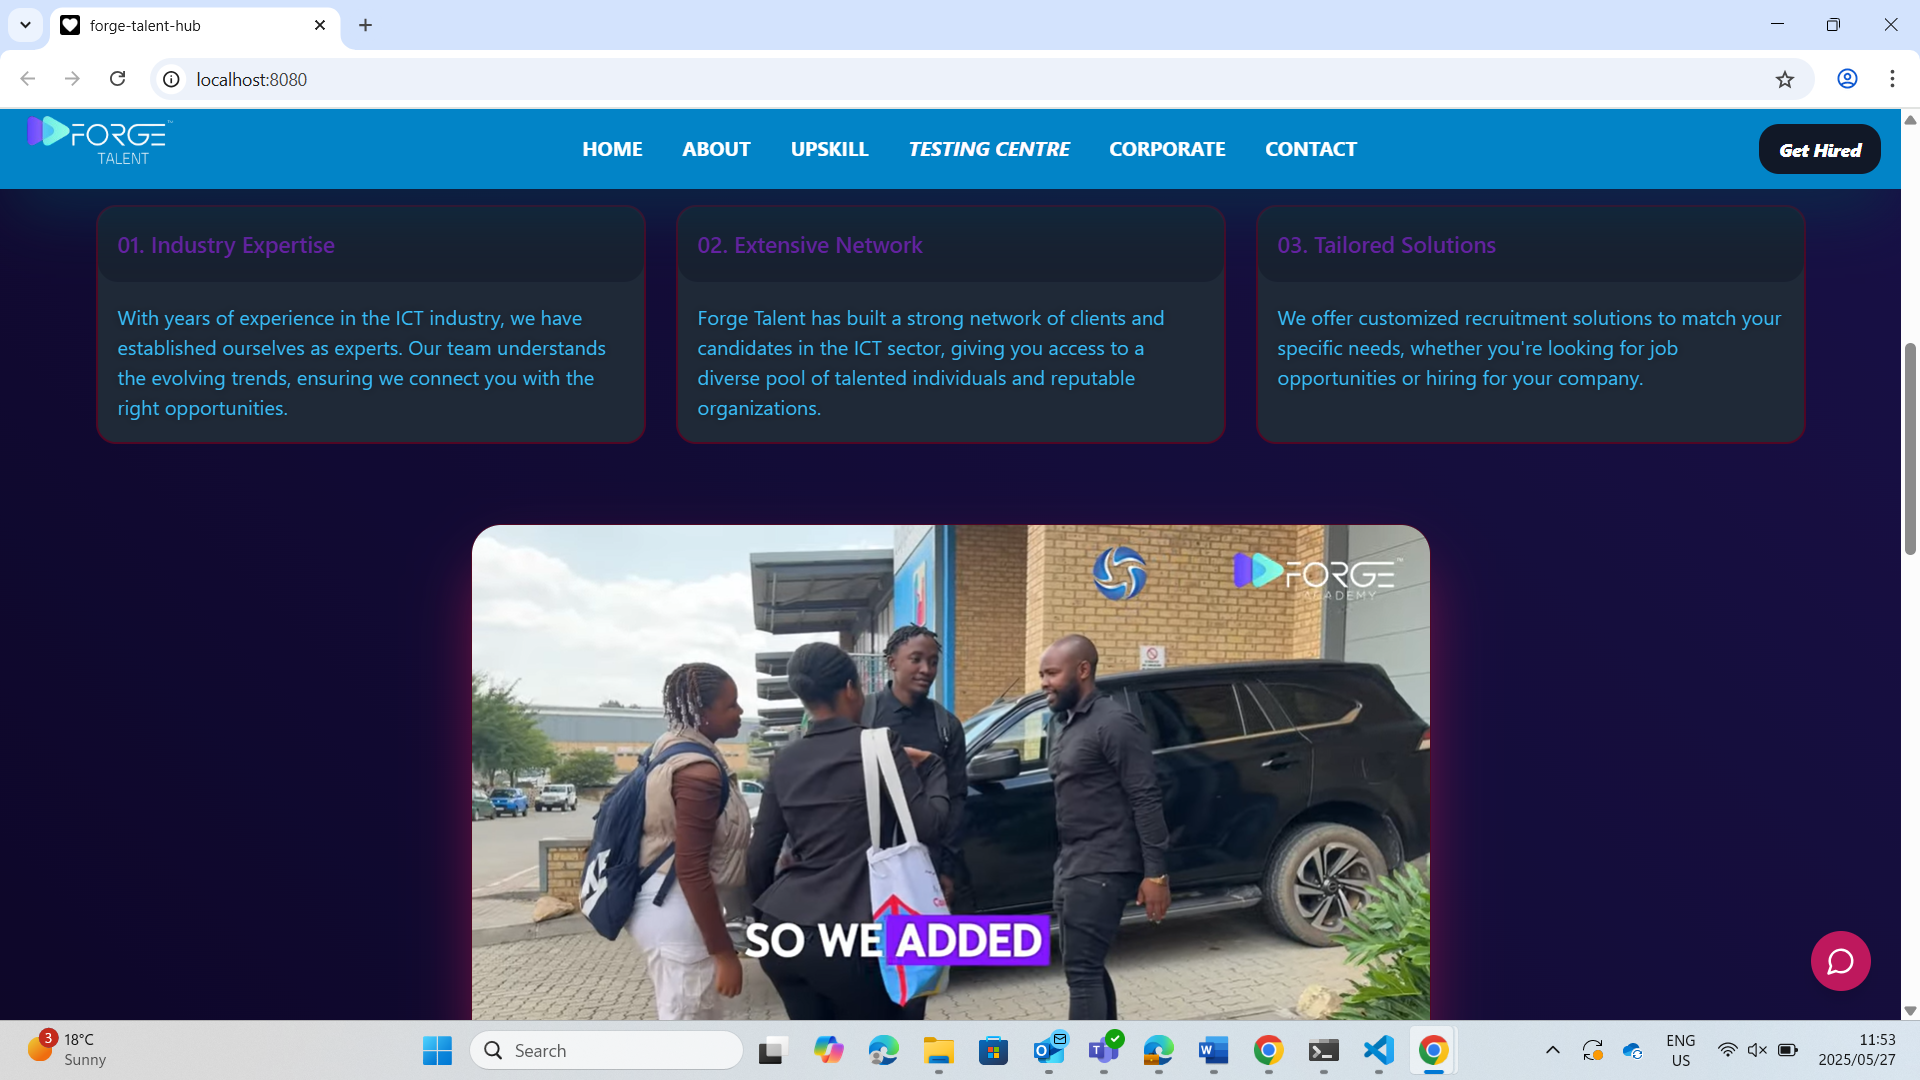 forge-talent-hub
localhost:8080
FORGE™
TALENT
HOME
ABOUT
UPSKILL
TESTING CENTRE
CORPORATE
CONTACT
Get Hired
01. Industry Expertise
With years of experience in the ICT industry, we have
established ourselves as experts. Our team understands
the evolving trends, ensuring we connect you with the
right opportunities.
02. Extensive Network
Forge Talent has built a strong network of clients and
candidates in the ICT sector, giving you access to a
diverse pool of talented individuals and reputable
organizations.
03. Tailored Solutions
We offer customized recruitment solutions to match your
specific needs, whether you're looking for job
opportunities or hiring for your company.
FORGE™
ACADEMY
SO WE ADDED
3
18°C
Sunny
Search
ENG
US
11:53
2025/05/27